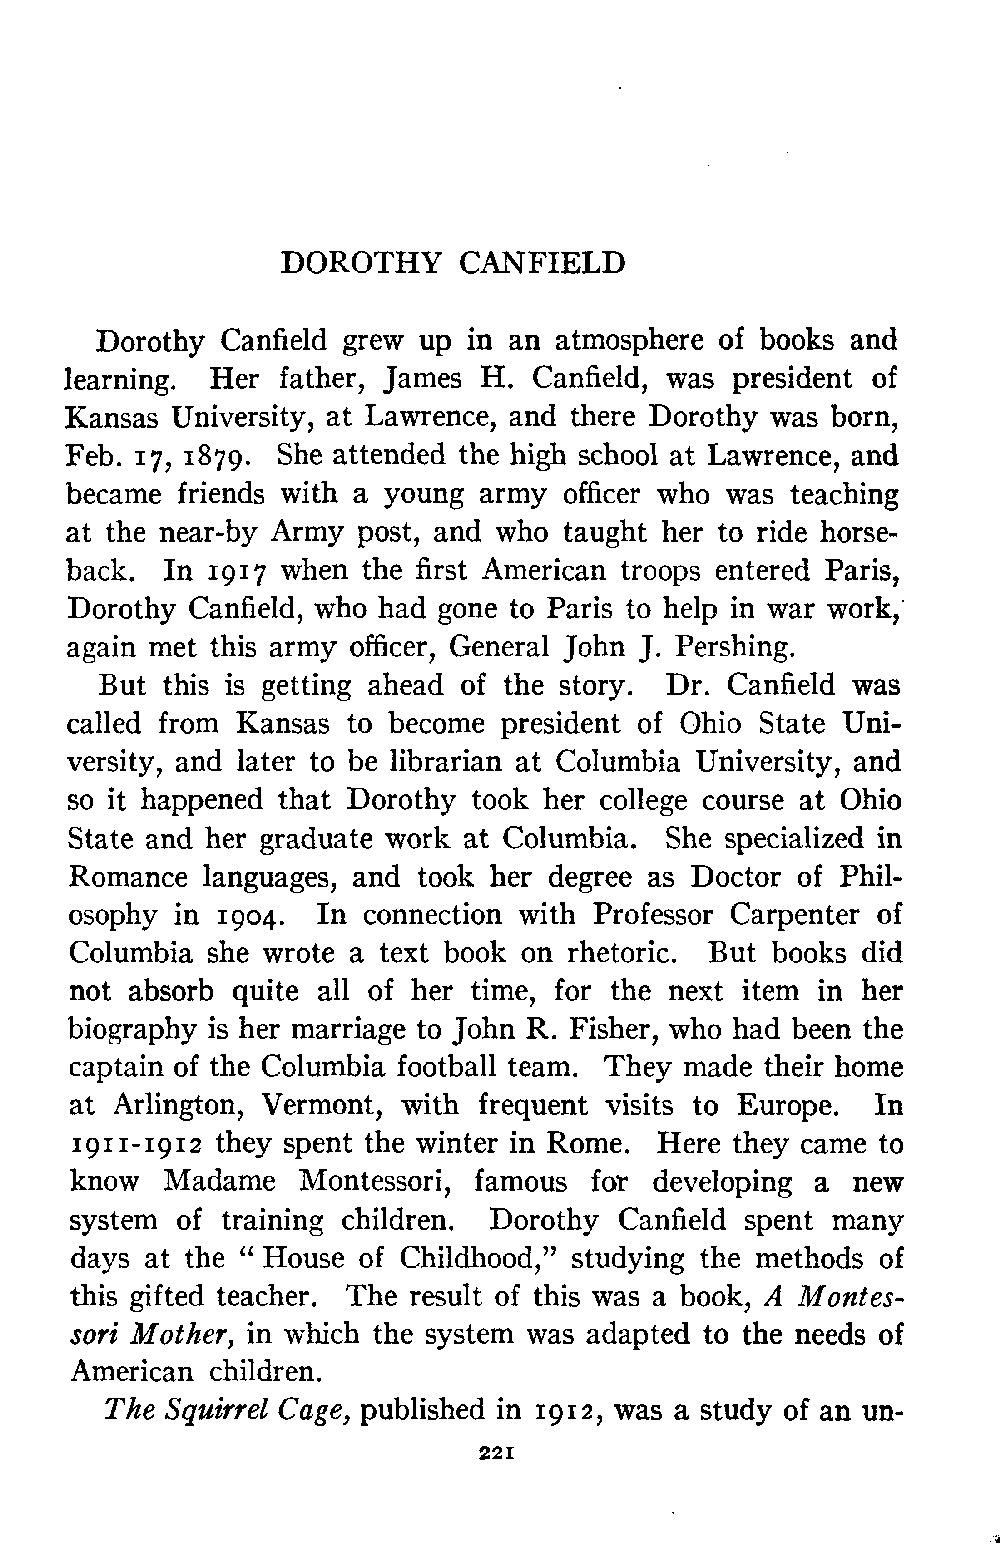 DOROTHY CANFIELD
Dorothy Canfield grew up in an atmosphere of books and
learning. Her father, James H. Canfield, was president of
Kansas University, at Lawrence, and there Dorothy was born,
Feb. 17, 1879. She attended the high school at Lawrence, and
became friends with a young army officer who was teaching
at the near-by Army post, and who taught her to ride horse-
back. In 1917 when the first American troops entered Paris,
Dorothy Canfield, who had gone to Paris to help in war work,
again met this army officer, General John J. Pershing.
But this is getting ahead of the story. Dr. Canfield was
called from Kansas to become president of Ohio State Uni-
versity, and later to be librarian at Columbia University, and
so it happened that Dorothy took her college course at Ohio
State and her graduate work at Columbia. She specialized in
Romance languages, and took her degree as Doctor of Phil-
osophy in 1904. In connection with Professor Carpenter of
Columbia she wrote a text book on rhetoric. But books did
not absorb quite all of her time, for the next item in her
biography is her marriage to John R. Fisher, who had been the
captain of the Columbia football team. They made their home
at Arlington, Vermont, with frequent visits to Europe. In
1911-1912 they spent the winter in Rome. Here they came to
know Madame Montessori, famous for developing a new
system of training children. Dorothy Canfield spent many
days at the “ House of Childhood,” studying the methods of
this gifted teacher. The result of this was a book, A Montes-
sori Mother, in which the system was adapted to the needs of
American children.
The Squirrel Cage, published in 1912, was a study of an un-
221